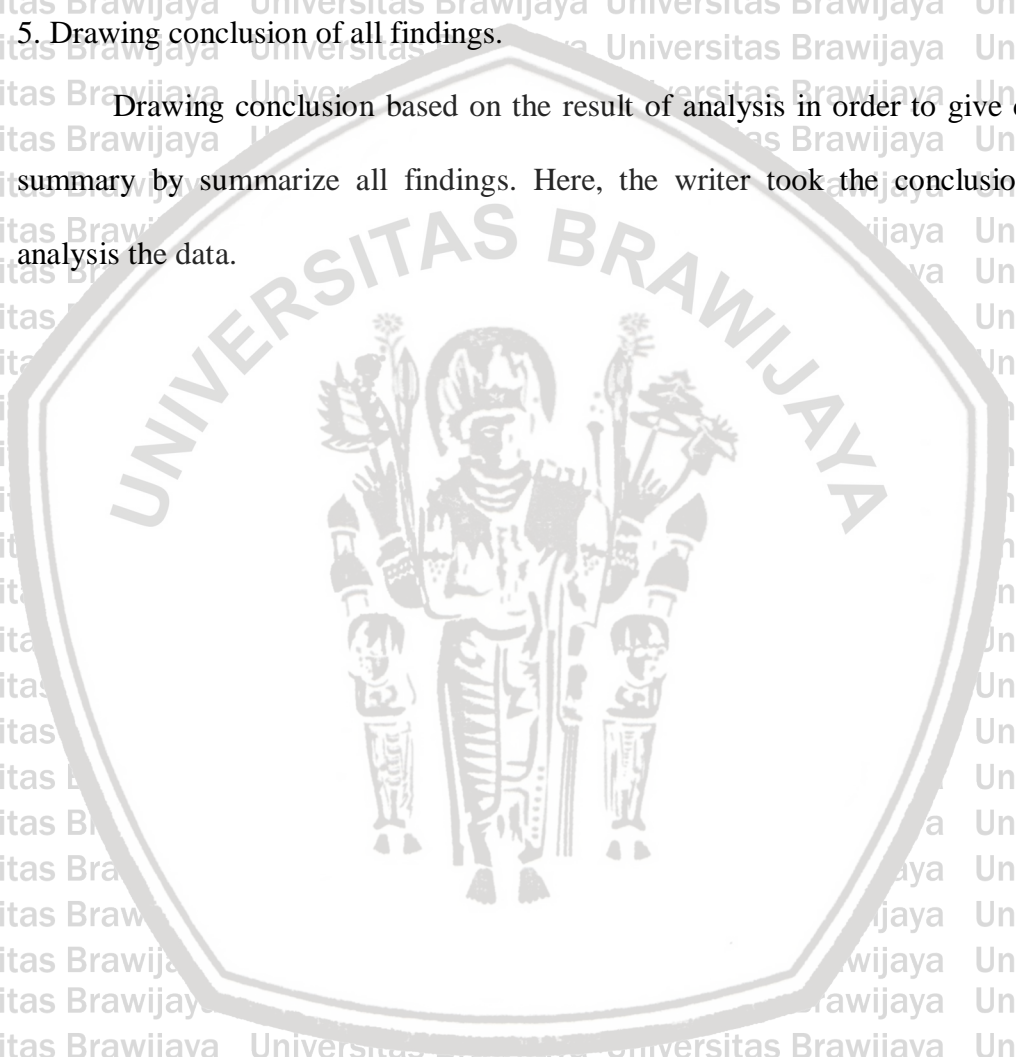 5. Drawing conclusion of all findings.
Drawing conclusion based on the result of analysis in order to give
summary by summarize all findings. Here, the writer took the
analysis the data.
UNIVERSITAS BRAWIJAYA